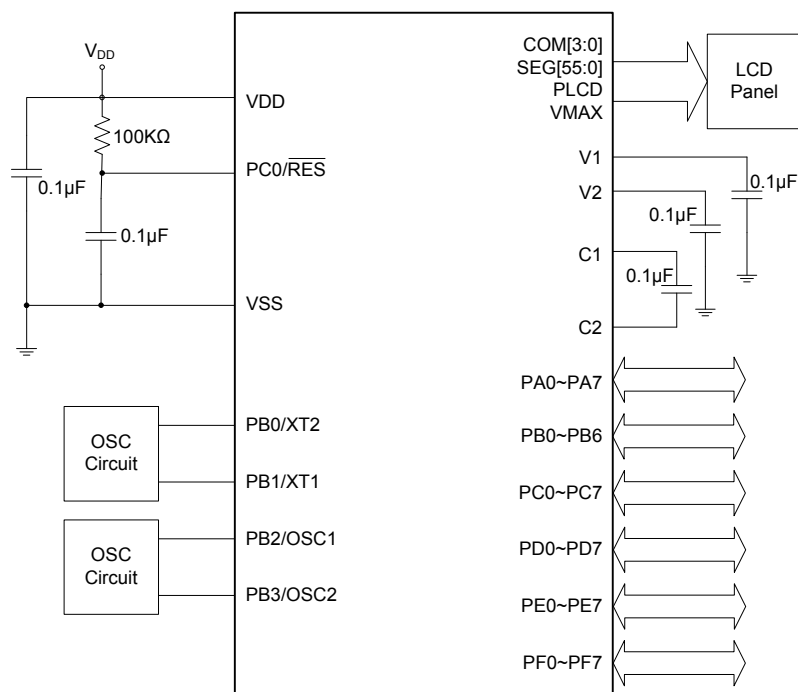 V_DD
VDD
100KΩ
PC0/R̅E̅S̅
0.1µF
0.1µF
VSS
OSC
Circuit
PB0/XT2
PB1/XT1
OSC
Circuit
PB2/OSC1
PB3/OSC2
COM[3:0]
SEG[55:0]
PLCD
VMAX
LCD
Panel
V1
0.1µF
V2
0.1µF
C1
0.1µF
C2
PA0~PA7
PB0~PB6
PC0~PC7
PD0~PD7
PE0~PE7
PF0~PF7